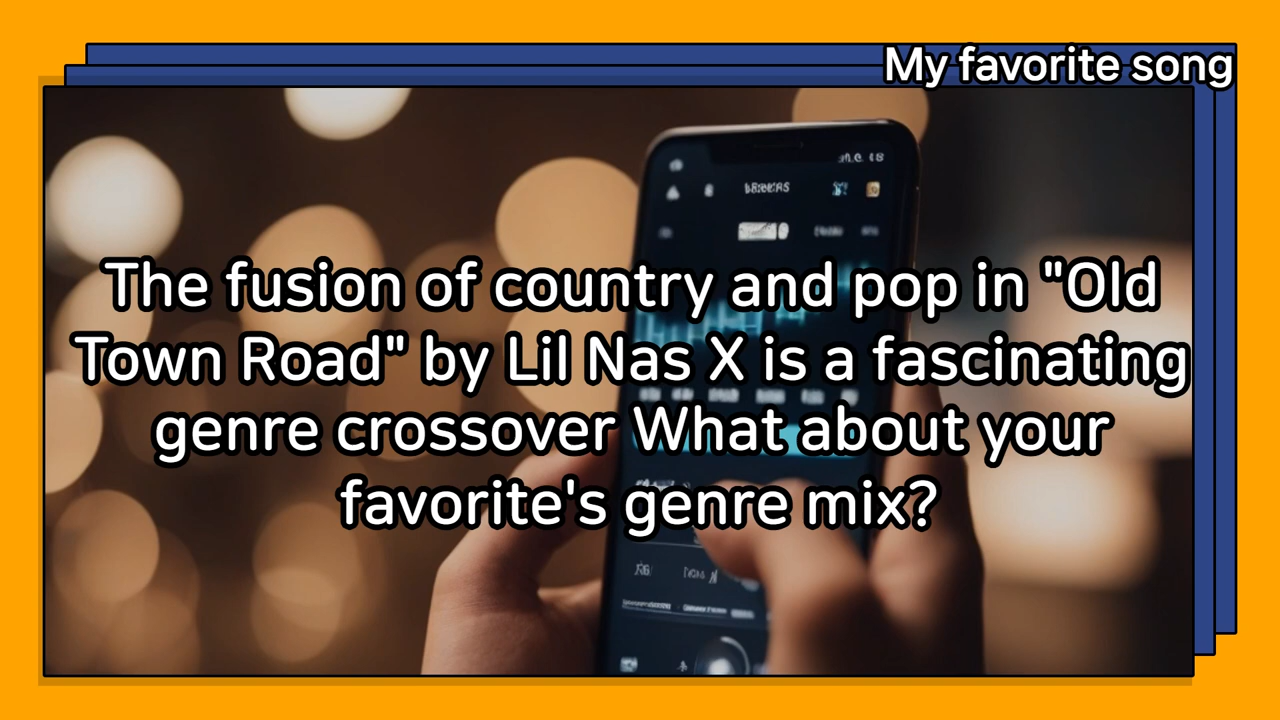 My favorite song
The fusion of country and pop in "Old
Town Road" by Lil Nas X is a fascinating
genre crossover What about your
favorite's genre mix?